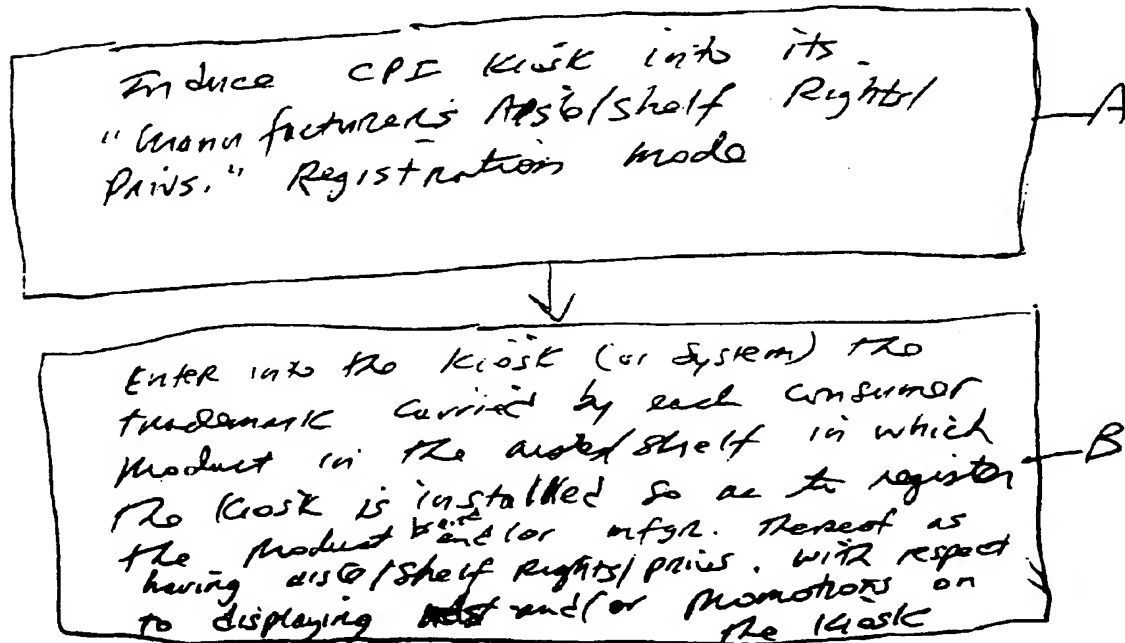 Induce CPI Kiosk into its
"Manufacturer's Aisle/Shelf Rights/
Privs." Registration mode
A
Enter into the Kiosk (or System) the
trademark carried by each consumer
product in the aisle/shelf in which
the Kiosk is installed so as to register
the product brand and/or mfgr. thereof as
having aisle/shelf Rights/privs. with respect
to displaying and/or promotions on
the Kiosk
B